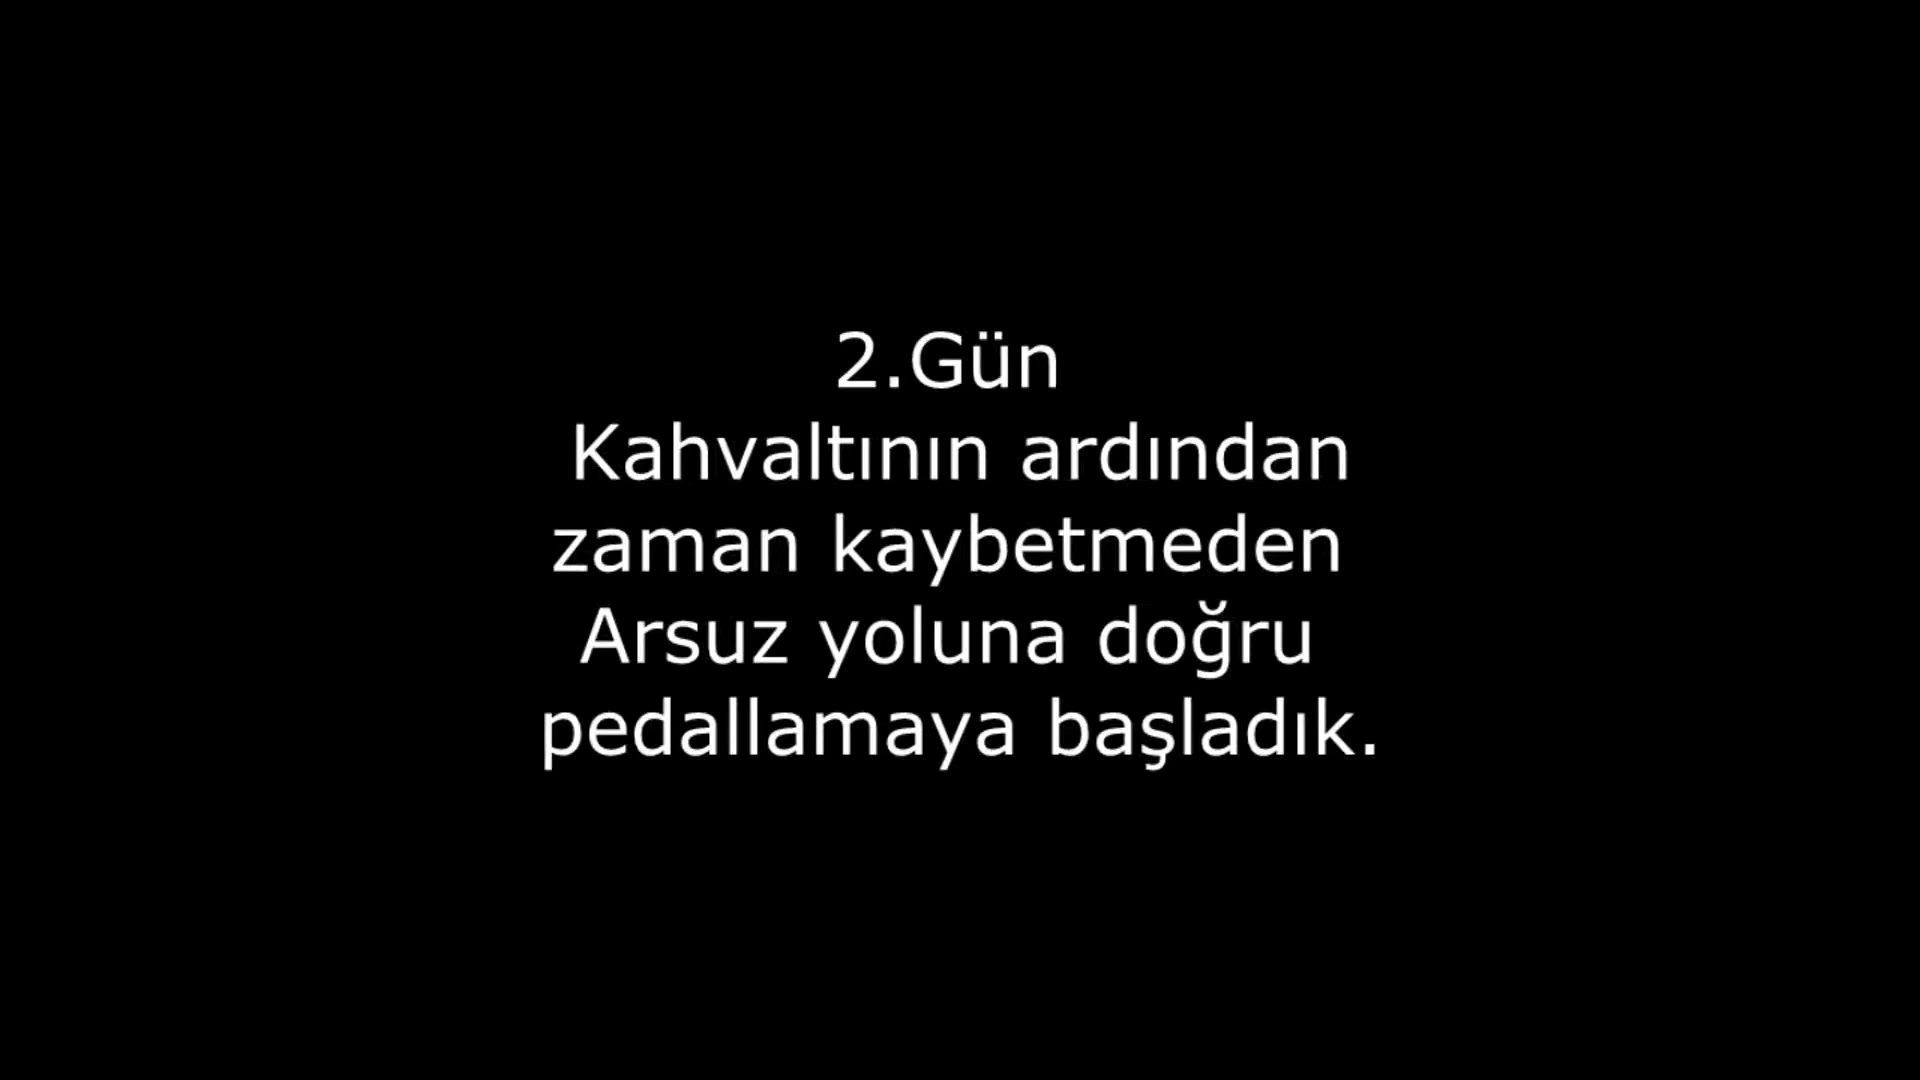 2.Gün
Kahvaltının ardından
zaman kaybetmeden
Arsuz yoluna doğru
pedallamaya başladık.